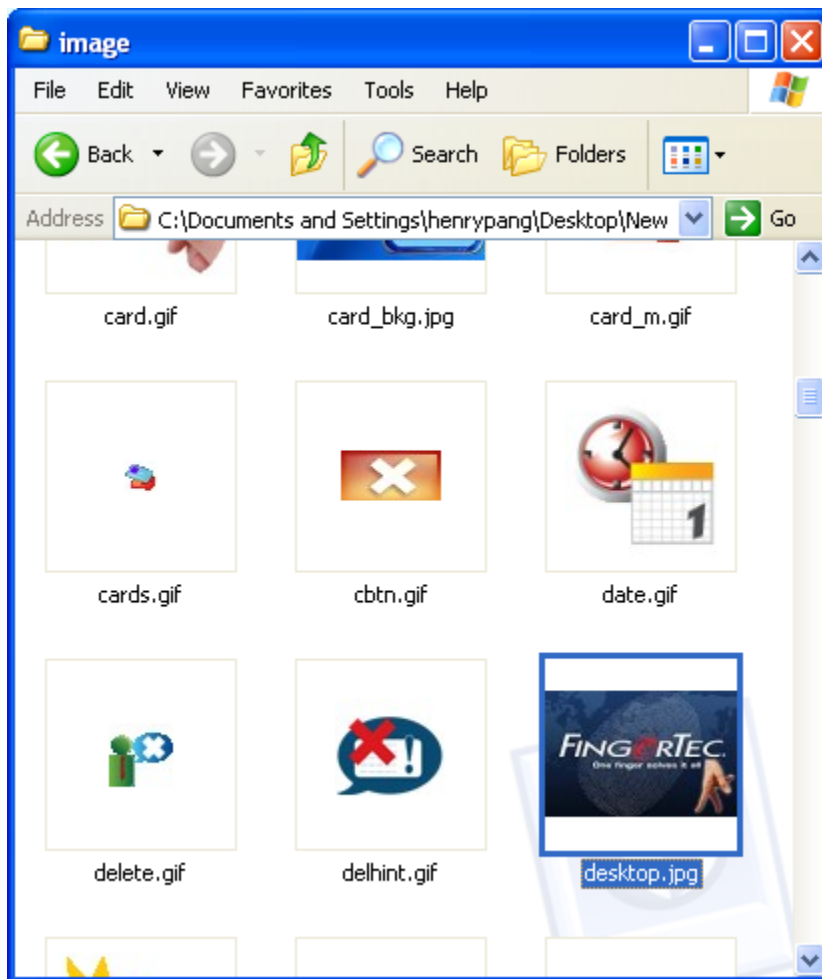 image
File Edit View Favorites Tools Help
Back Search Folders
Address C:\Documents and Settings\henrypang\Desktop\New Go
card.gif card_bkg.jpg card_m.gif
1
cards.gif cbtn.gif date.gif
FINGERTEC
One finger solves it all
delete.gif delhint.gif desktop.jpg